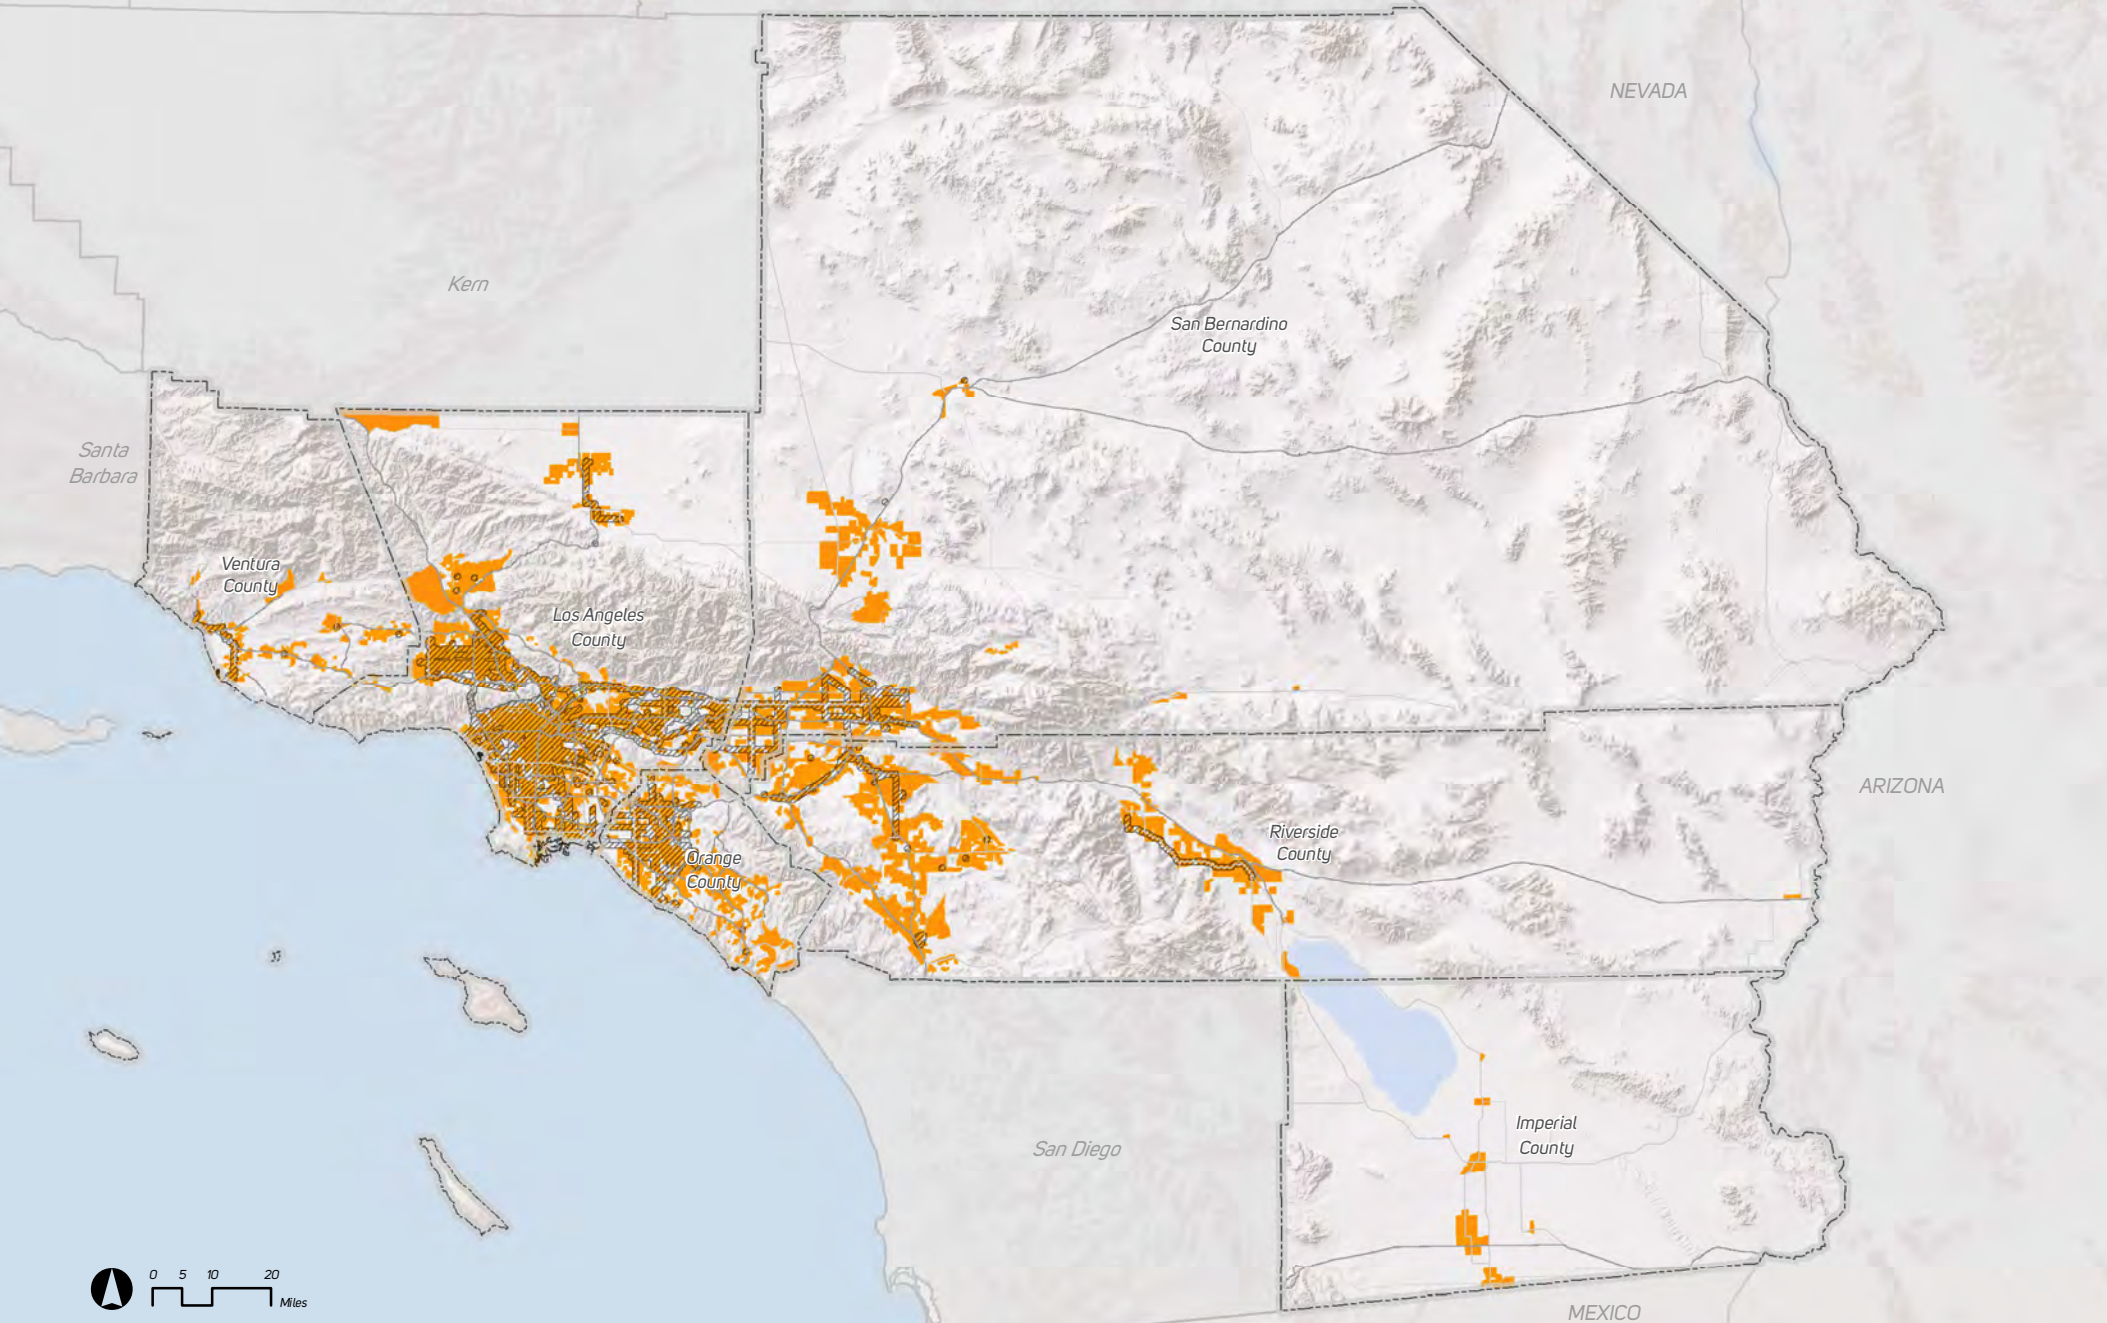 NEVADA
Kern
San Bernardino
County
Santa
Barbara
Ventura
County
Los Angeles
County
ARIZONA
Riverside
County
Orange
County
Imperial
County
San Diego
0 5 10 20
Miles
MEXICO